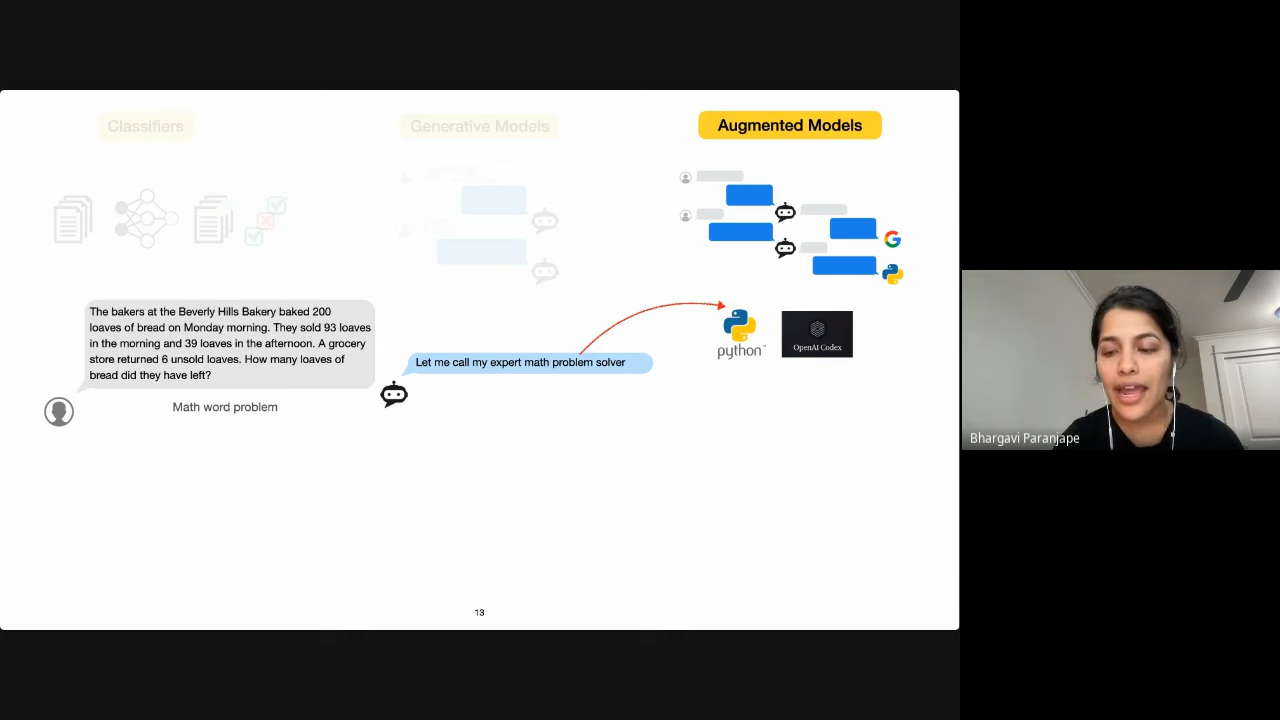 Classifiers
Generative Models
Augmented Models
The bakers at the Beverly Hills Bakery baked 200
loaves of bread on Monday morning. They sold 93 loaves
in the morning and 39 loaves in the afternoon. A grocery
store returned 6 unsold loaves. How many loaves of
bread did they have left?
Math word problem
Let me call my expert math problem solver
python™
OpenAI Codex
13
Bhargavi Paranjape